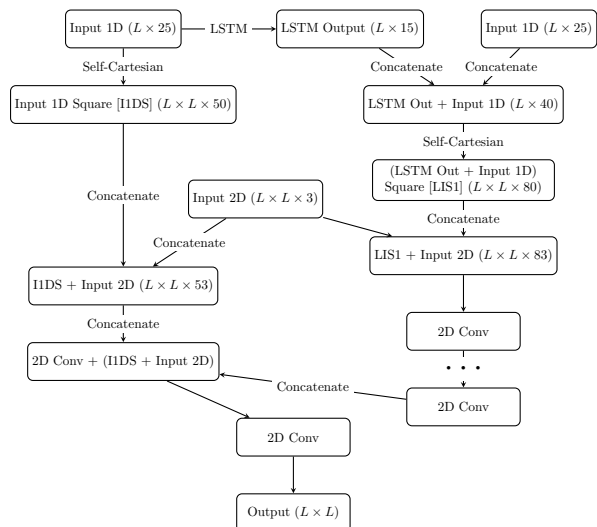 Input 1D (L × 25)
LSTM
LSTM Output (L × 15)
Input 1D (L × 25)
Self-Cartesian
Concatenate
Concatenate
Input 1D Square [I1DS] (L × L × 50)
LSTM Out + Input 1D (L × 40)
Self-Cartesian
(LSTM Out + Input 1D)
Square [LIS1] (L × L × 80)
Concatenate
Input 2D (L × L × 3)
Concatenate
Concatenate
LIS1 + Input 2D (L × L × 83)
I1DS + Input 2D (L × L × 53)
Concatenate
2D Conv
2D Conv + (I1DS + Input 2D)
• • •
Concatenate
2D Conv
2D Conv
Output (L × L)